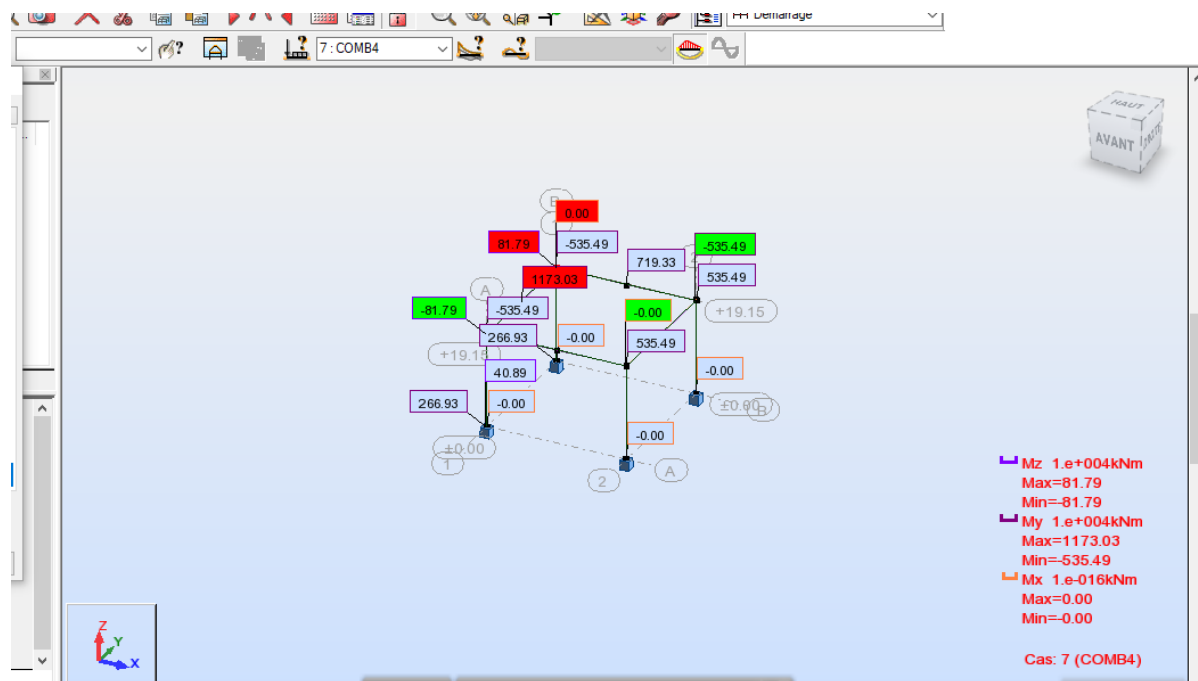 Démarrage
7 : COMB4
HAUT
AVANT
B
0.00
81.79
-535.49
-535.49
719.33
1173.03
535.49
A
-81.79
-535.49
-0.00
+19.15
266.93
-0.00
535.49
+19.15
40.89
-0.00
266.93
-0.00
±0.00
B
-0.00
±0.00
1
A
2
Mz 1.e+004kNm
Max=81.79
Min=-81.79
My 1.e+004kNm
Max=1173.03
Min=-535.49
Mx 1.e-016kNm
Max=0.00
Min=-0.00
Cas: 7 (COMB4)
Z
Y
X